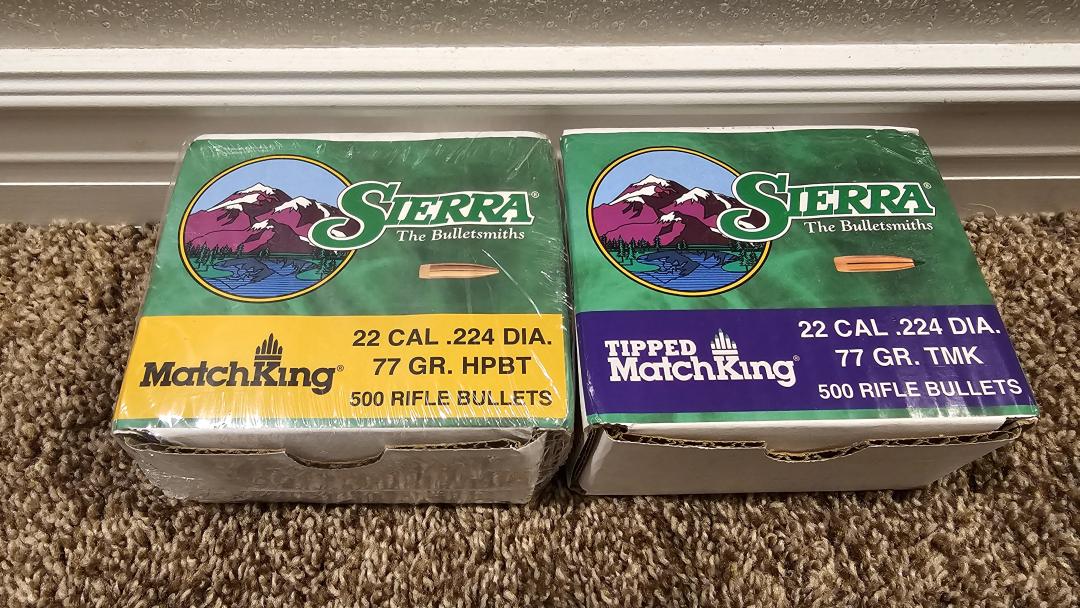 SIERRA®
The Bulletsmiths
MatchKing®
22 CAL .224 DIA.
77 GR. HPBT
500 RIFLE BULLETS
SIERRA®
The Bulletsmiths
TIPPED
MatchKing®
22 CAL .224 DIA.
77 GR. TMK
500 RIFLE BULLETS